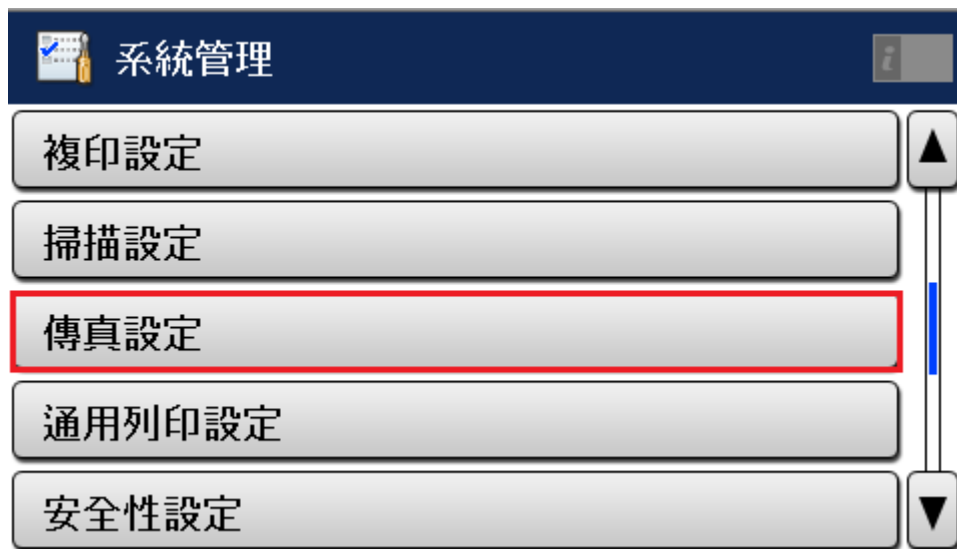 系統管理
i
複印設定
掃描設定
傳真設定
通用列印設定
安全性設定